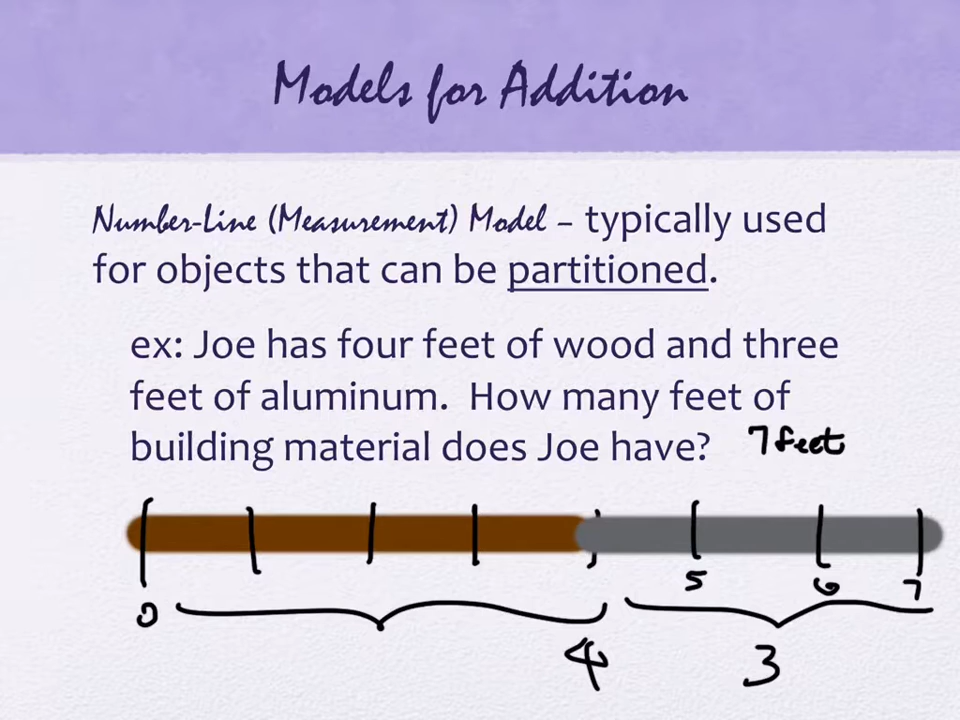 Models for Addition
Number-Line (Measurement) Model – typically used
for objects that can be partitioned.
ex: Joe has four feet of wood and three
feet of aluminum. How many feet of
building material does Joe have? 7 feet
5 6 7
0
4 3